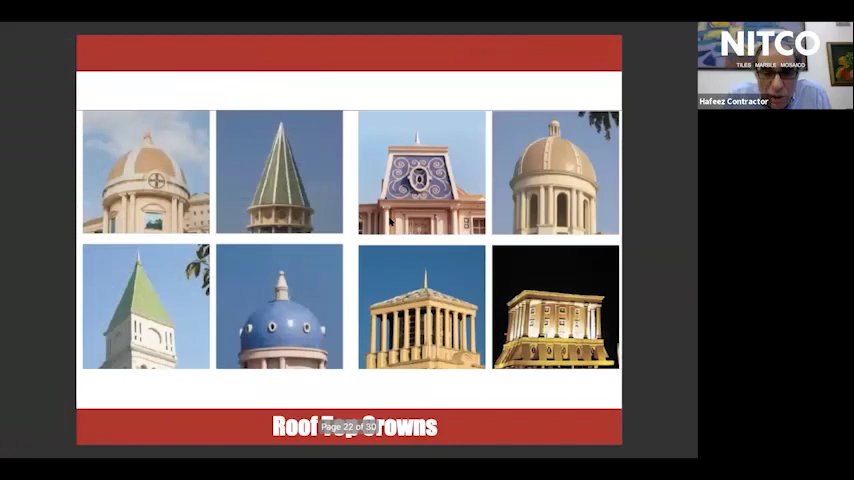 NITCO
TILES MARBLE MOSAICO
Hafeez Contractor
Roof Top Crowns
Page 22 of 30